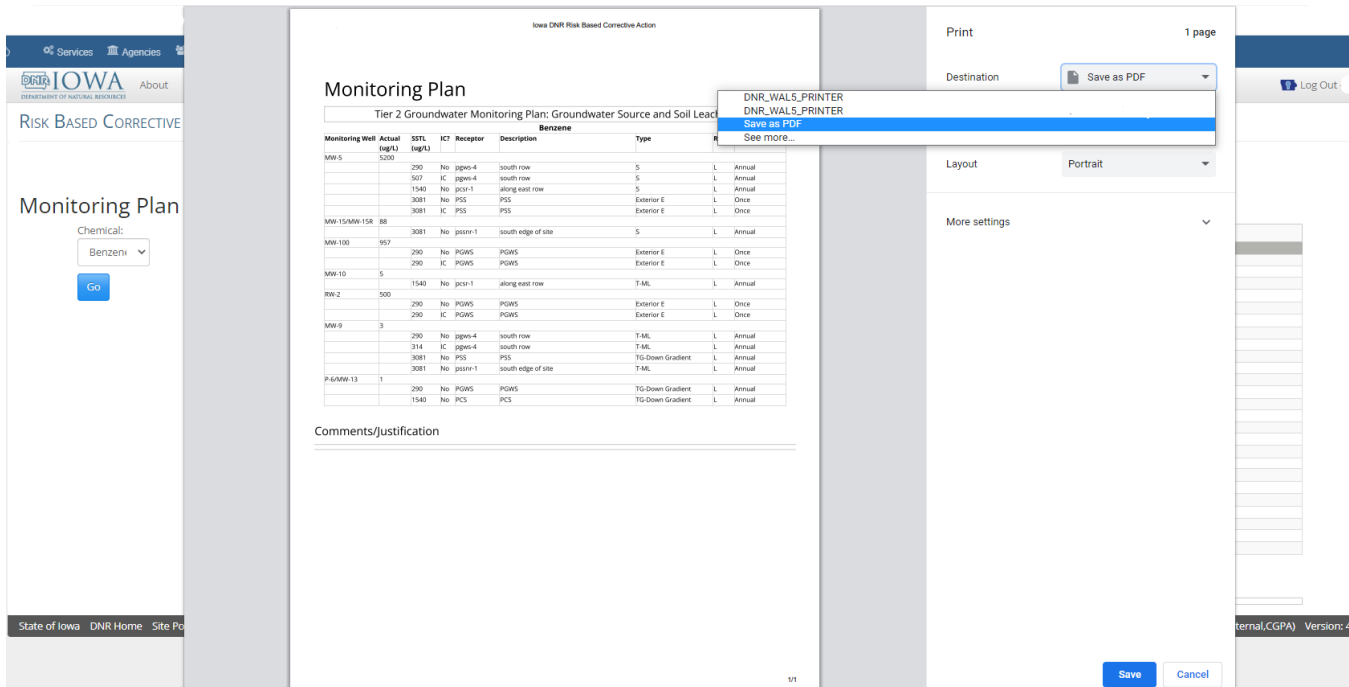 Services Agencies
DNR IOWA About
DEPARTMENT OF NATURAL RESOURCES
RISK BASED CORRECTIVE
Monitoring Plan
Chemical:
Benzen
Go
Iowa DNR Risk Based Corrective Action
Monitoring Plan
Tier 2 Groundwater Monitoring Plan: Groundwater Source and Soil Leac
Benzene
Monitoring Well Actual (ug/L) SSTL (ug/L) IC? Receptor Description Type R
MW-5 5200
290 No pgws-4 south row S L Annual
507 IC pgws-4 south row S L Annual
1540 No pcsr-1 along east row S L Annual
3081 No PSS PSS Exterior E L Once
3081 IC PSS PSS Exterior E L Once
MW-15/MW-15R 88
3081 No pssnr-1 south edge of site S L Annual
MW-100 957
290 No PGWS PGWS Exterior E L Once
290 IC PGWS PGWS Exterior E L Once
MW-10 5
1540 No pcsr-1 along east row T-ML L Annual
RW-2 500
290 No PGWS PGWS Exterior E L Once
290 IC PGWS PGWS Exterior E L Once
MW-9 3
290 No pgws-4 south row T-ML L Annual
314 IC pgws-4 south row T-ML L Annual
3081 No PSS PSS TG-Down Gradient L Annual
3081 No pssnr-1 south edge of site T-ML L Annual
P-6/MW-13 1
290 No PGWS PGWS TG-Down Gradient L Annual
1540 No PCS PCS TG-Down Gradient L Annual
Comments/Justification
1/1
Print 1 page
Destination Save as PDF
DNR_WAL5_PRINTER
DNR_WAL5_PRINTER
Save as PDF
See more...
Layout Portrait
More settings
Save Cancel
Log Out
State of Iowa DNR Home Site Po
ternal,CGPA) Version: 4